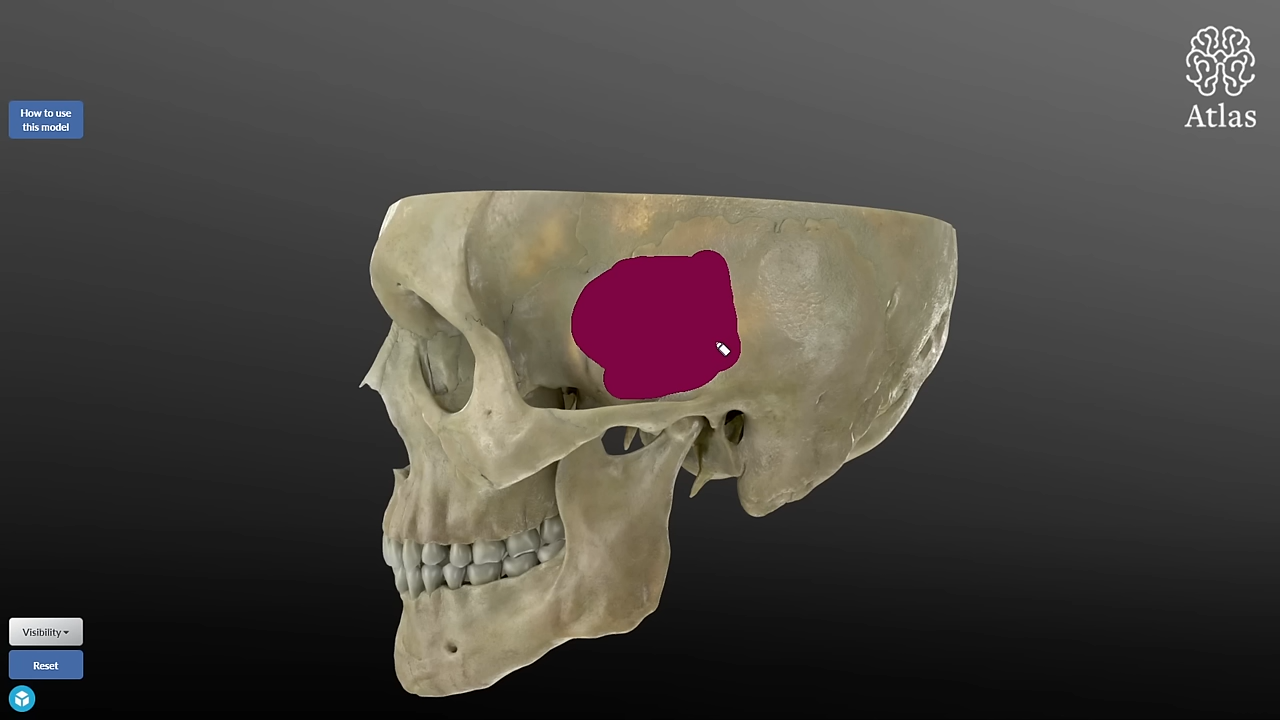 Atlas
How to use
this model
Visibility
Reset